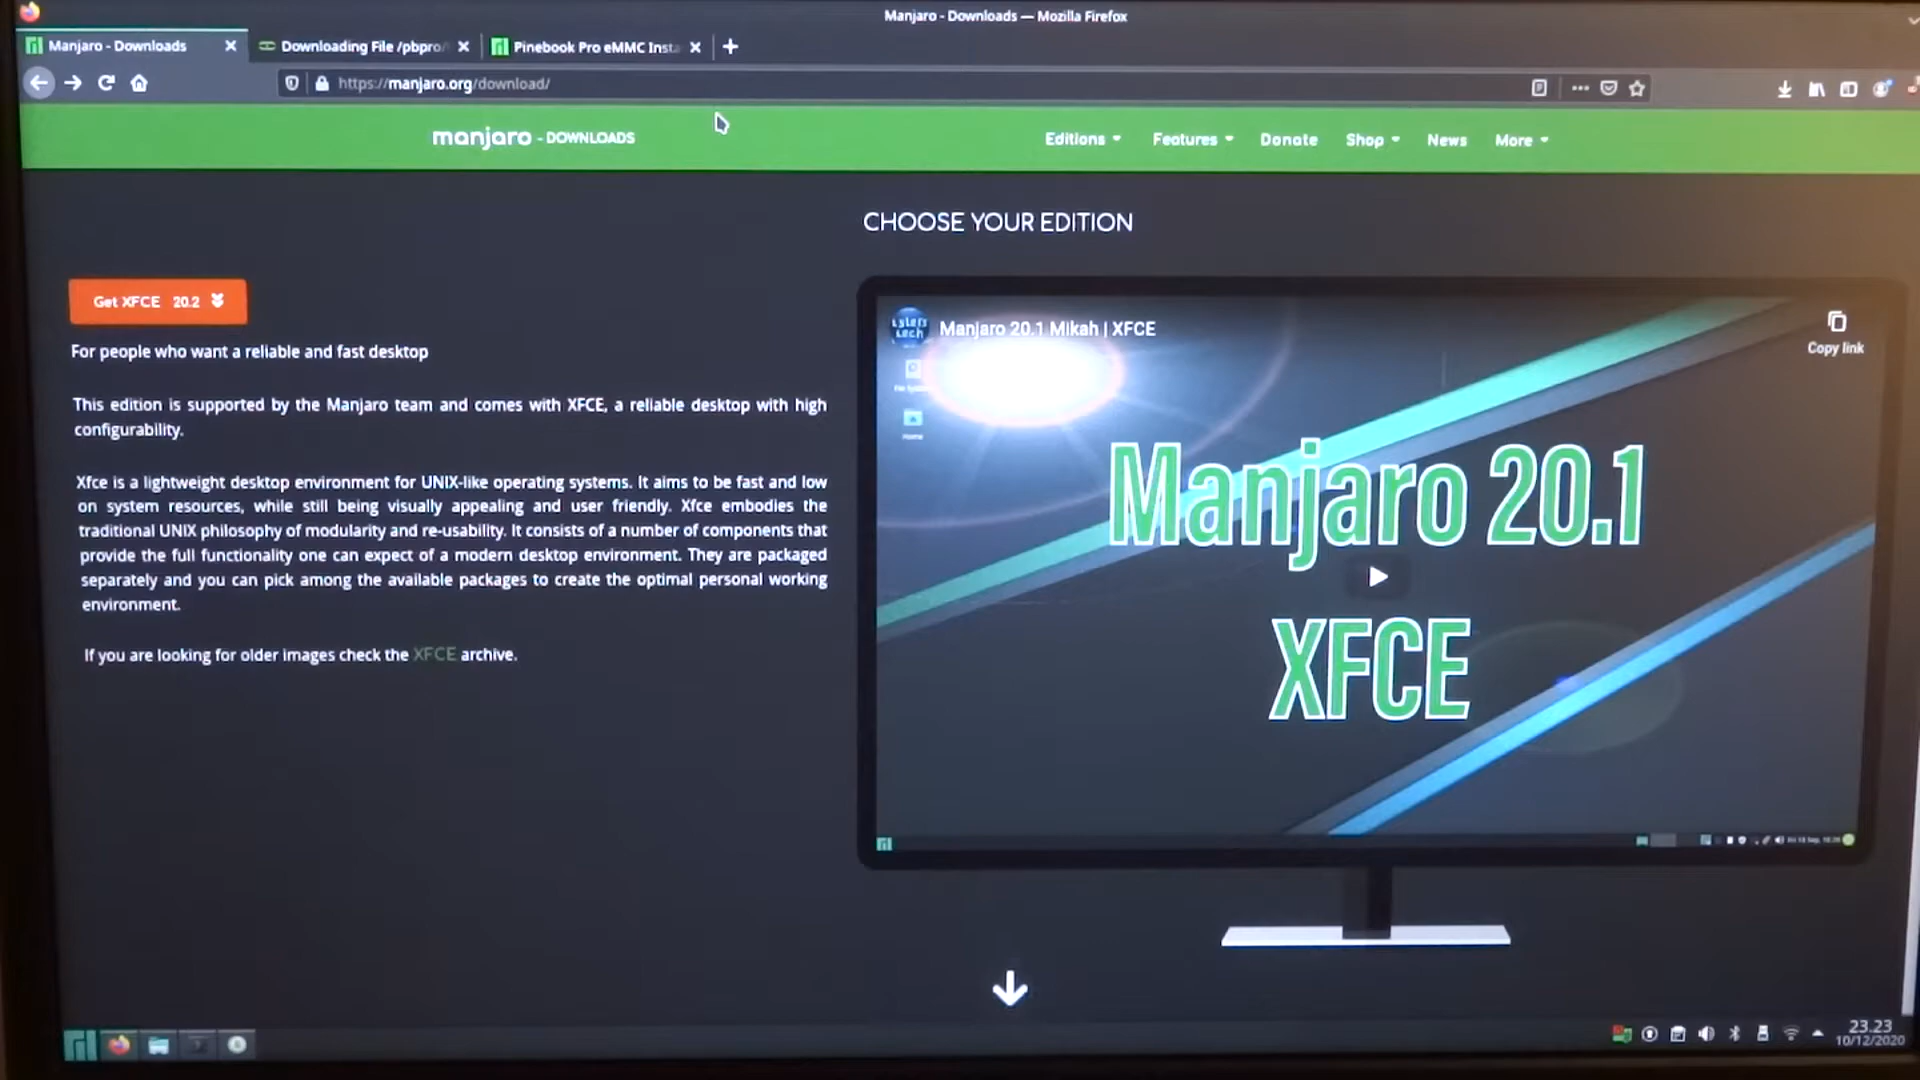 Manjaro - Downloads — Mozilla Firefox
Manjaro - Downloads
Downloading File /pbpro/
Pinebook Pro eMMC Insta
https://manjaro.org/download/
manjaro - DOWNLOADS
Editions
Features
Donate
Shop
News
More
CHOOSE YOUR EDITION
Get XFCE 20.2
For people who want a reliable and fast desktop
This edition is supported by the Manjaro team and comes with XFCE, a reliable desktop with high
configurability.
Xfce is a lightweight desktop environment for UNIX-like operating systems. It aims to be fast and low
on system resources, while still being visually appealing and user friendly. Xfce embodies the
traditional UNIX philosophy of modularity and re-usability. It consists of a number of components that
provide the full functionality one can expect of a modern desktop environment. They are packaged
separately and you can pick among the available packages to create the optimal personal working
environment.
If you are looking for older images check the XFCE archive.
Manjaro 20.1 Mikah | XFCE
Copy link
Home
Manjaro 20.1
XFCE
23.23
10/12/2020